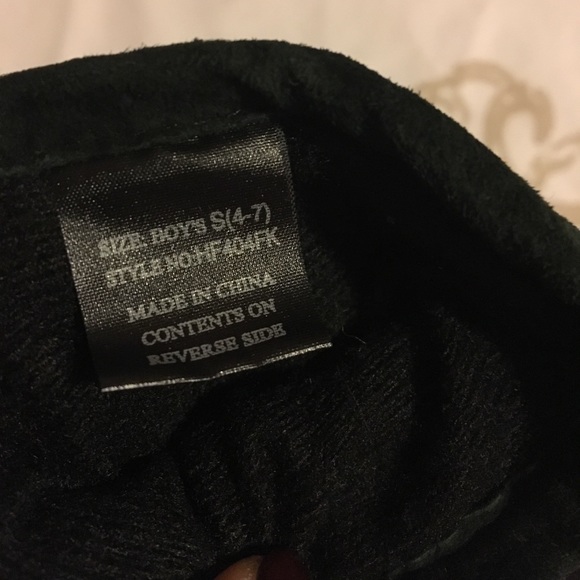 SIZE: BOY'S S(4-7)
STYLE NO:HF404FK
MADE IN CHINA
CONTENTS ON
REVERSE SIDE